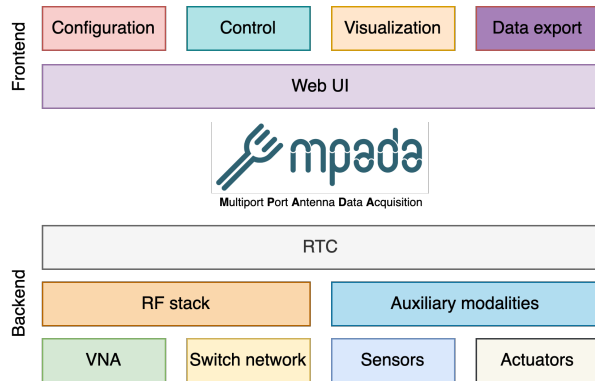 Frontend
Configuration
Control
Visualization
Data export
Web UI
mpada
Multiport Port Antenna Data Acquisition
Backend
RTC
RF stack
Auxiliary modalities
VNA
Switch network
Sensors
Actuators